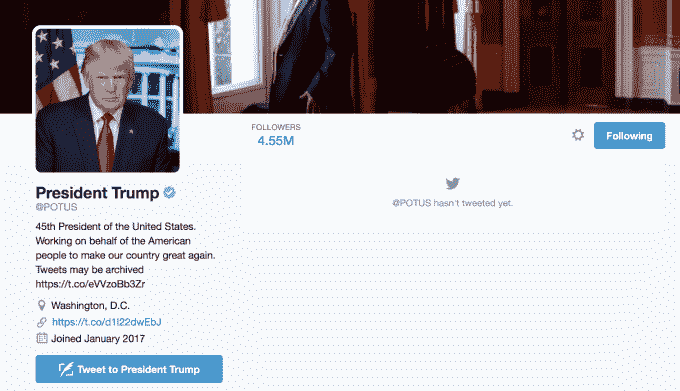 FOLLOWERS
4.55M
Following
@POTUS hasn't tweeted yet.
President Trump
@POTUS
45th President of the United States.
Working on behalf of the American
people to make our country great again.
Tweets may be archived
https://t.co/eVVzoBb3Zr
Washington, D.C.
https://t.co/d1I22dwEbJ
Joined January 2017
Tweet to President Trump